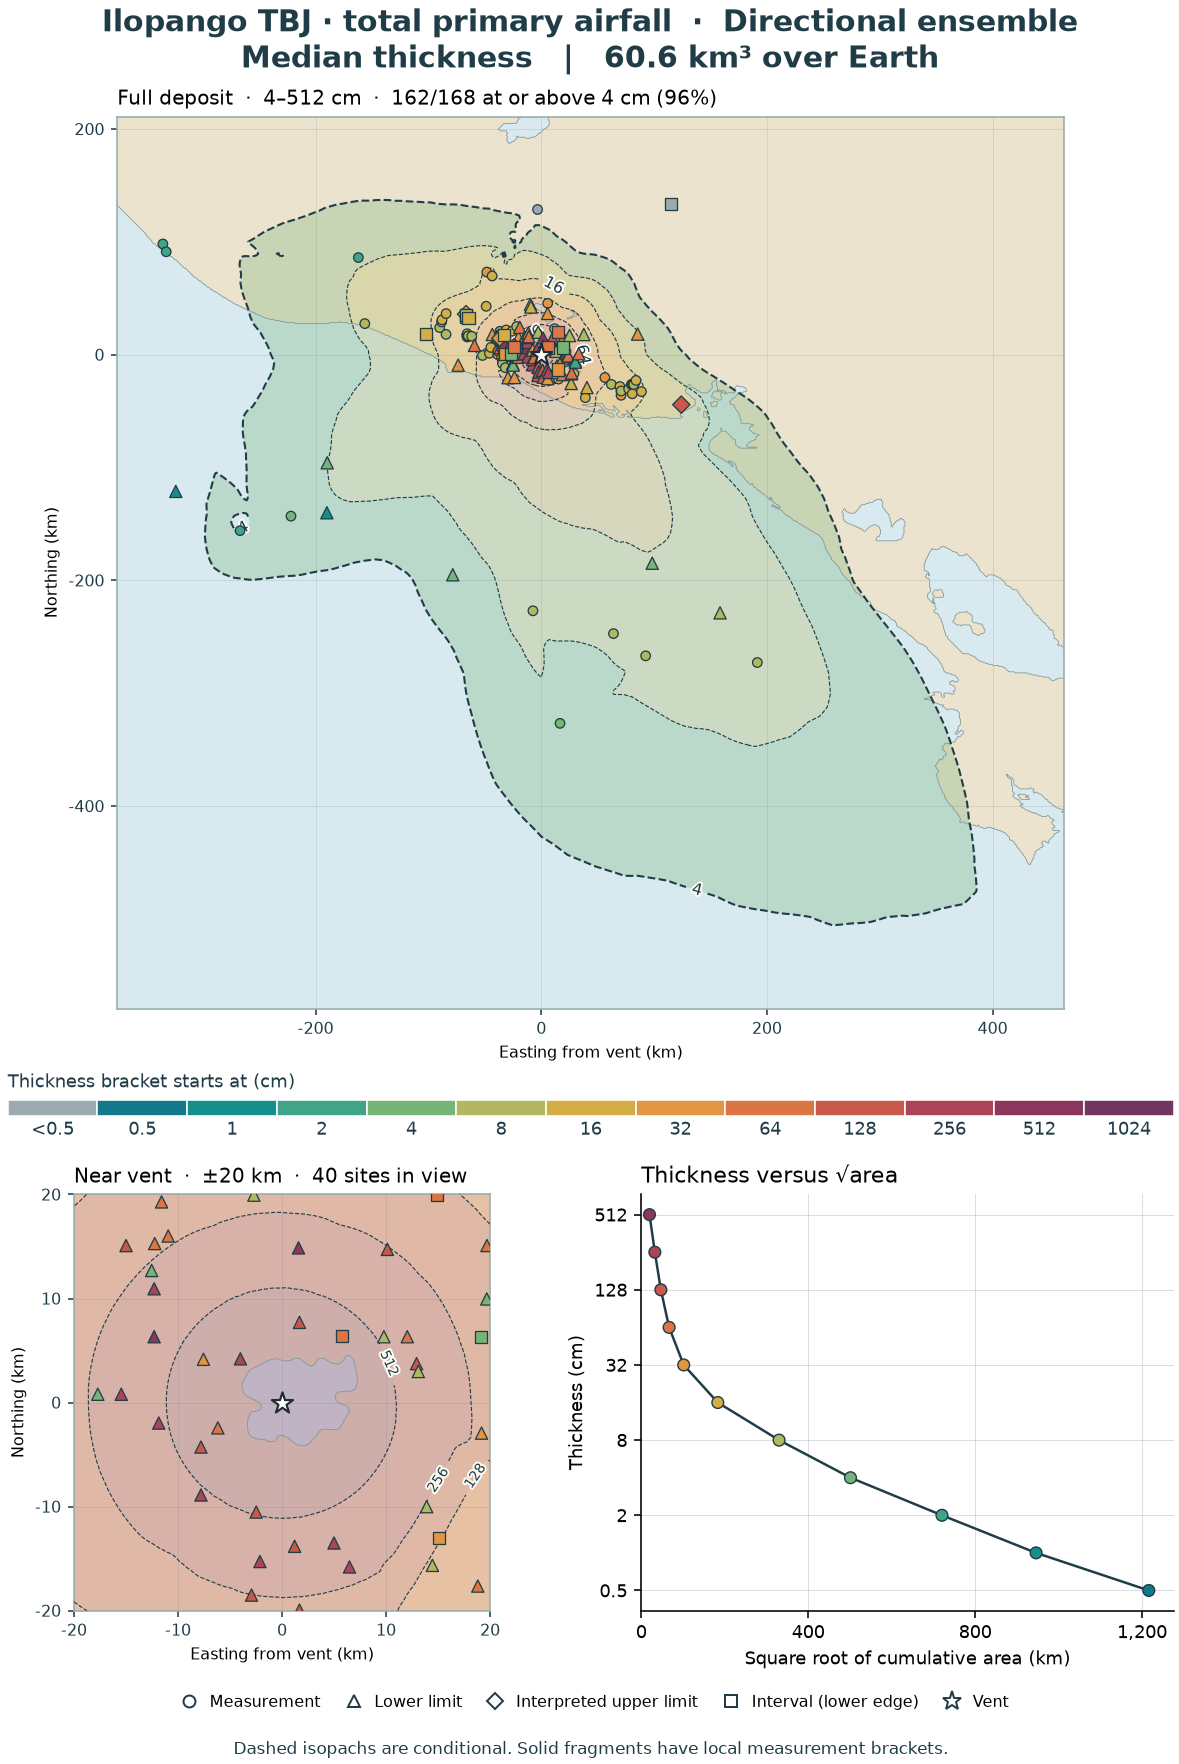 Ilopango TBJ · total primary airfall · Directional ensemble
Median thickness | 60.6 km³ over Earth
Full deposit · 4–512 cm · 162/168 at or above 4 cm (96%)
200
0
-200
-400
Northing (km)
16
64
4
4
-200
0
200
400
Easting from vent (km)
Thickness bracket starts at (cm)
<0.5
0.5
1
2
4
8
16
32
64
128
256
512
1024
Near vent · ±20 km · 40 sites in view
20
10
0
-10
-20
Northing (km)
512
256
128
-20
-10
0
10
20
Easting from vent (km)
Thickness versus √area
512
128
32
8
2
0.5
Thickness (cm)
0
400
800
1,200
Square root of cumulative area (km)
Measurement
Lower limit
Interpreted upper limit
Interval (lower edge)
Vent
Dashed isopachs are conditional. Solid fragments have local measurement brackets.